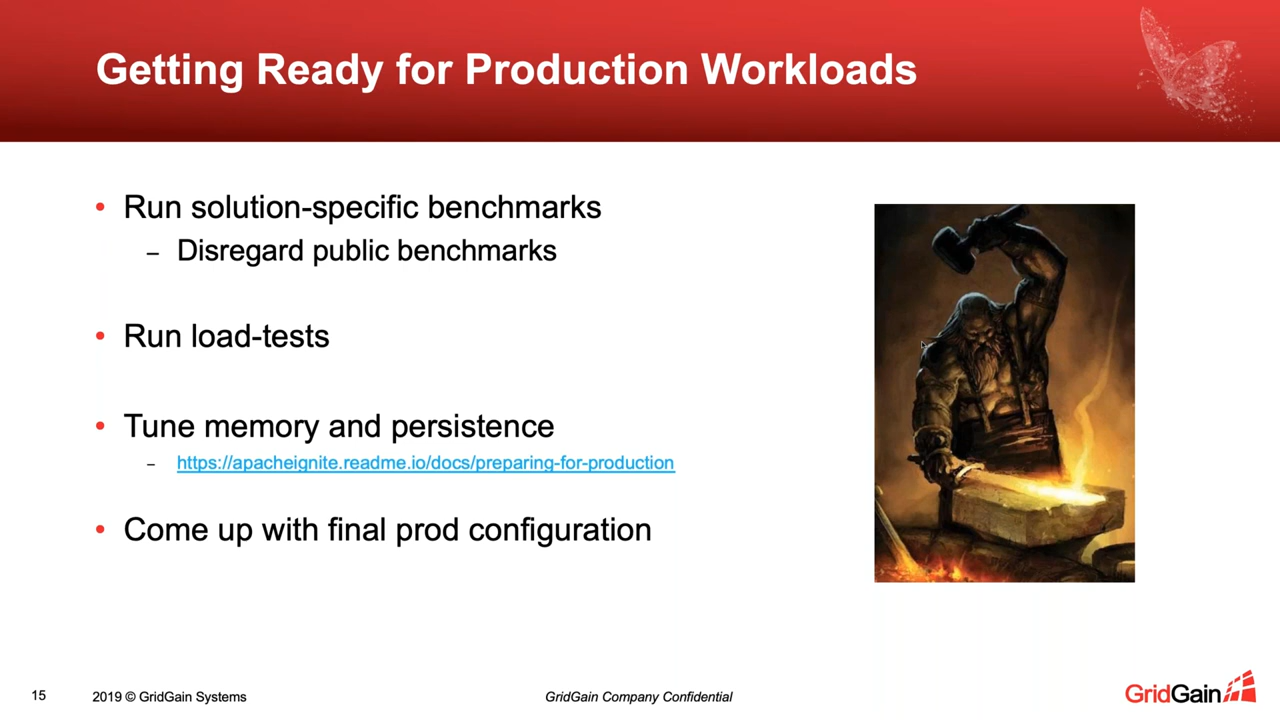 Getting Ready for Production Workloads
• Run solution-specific benchmarks
– Disregard public benchmarks
• Run load-tests
• Tune memory and persistence
– https://apacheignite.readme.io/docs/preparing-for-production
• Come up with final prod configuration
15
2019 © GridGain Systems
GridGain Company Confidential
GridGain